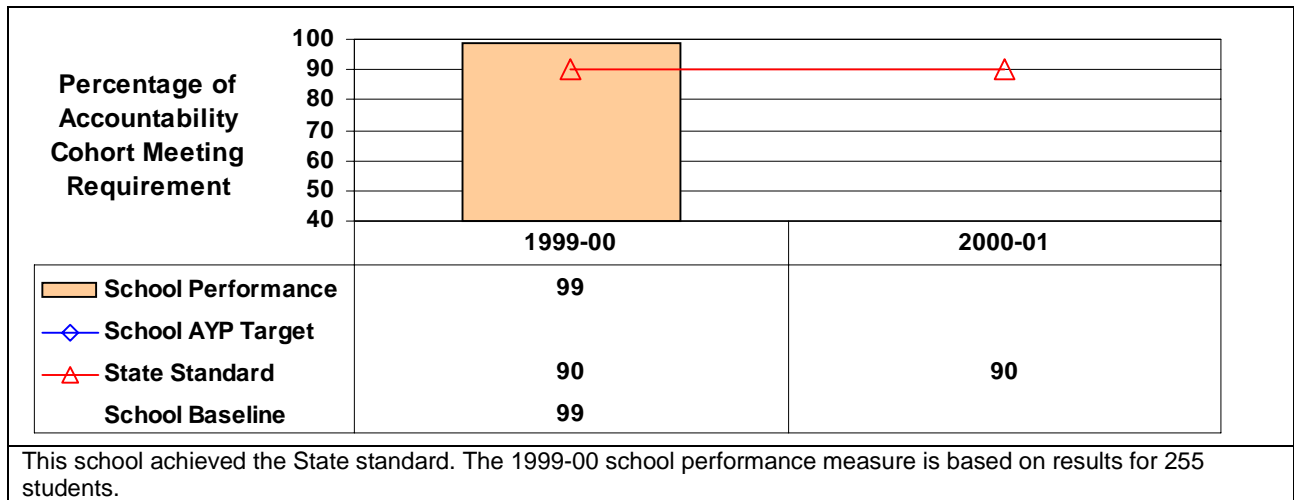 Percentage of
Accountability
Cohort Meeting
Requirement
100
90
80
70
60
50
40
1999-00 2000-01
School Performance 99
School AYP Target
State Standard 90 90
School Baseline 99
This school achieved the State standard. The 1999-00 school performance measure is based on results for 255
students.